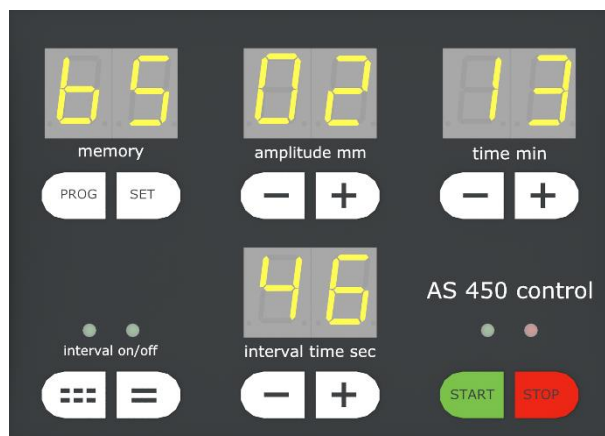 b5 02 13
memory amplitude mm time min
PROG SET − + − +
46
AS 450 control
interval on/off interval time sec
− + START STOP